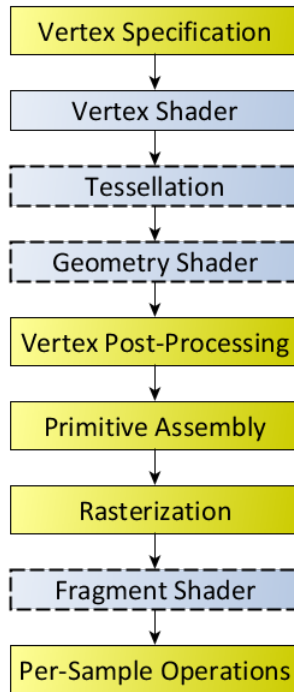 Vertex Specification
Vertex Shader
Tessellation
Geometry Shader
Vertex Post-Processing
Primitive Assembly
Rasterization
Fragment Shader
Per-Sample Operations